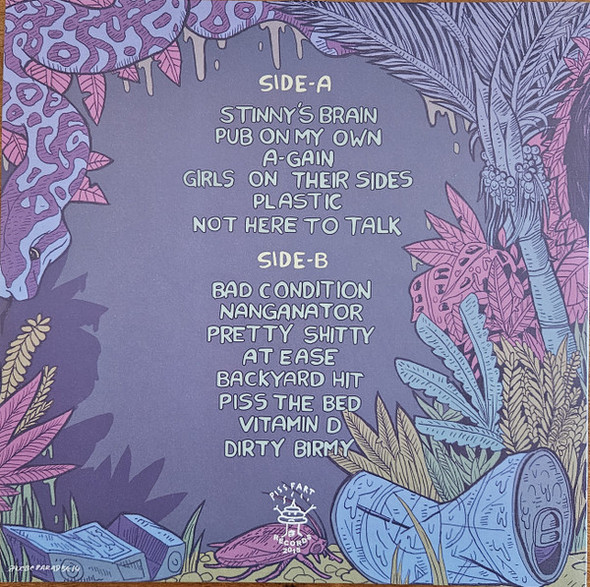 SIDE-A
STINNY'S BRAIN
PUB ON MY OWN
A-GAIN
GIRLS ON THEIR SIDES
PLASTIC
NOT HERE TO TALK
SIDE-B
BAD CONDITION
NANGANATOR
PRETTY SHITTY
AT EASE
BACKYARD HIT
PISS THE BED
VITAMIN D
DIRTY BIRMY
PISS FART
RECORDS
2018